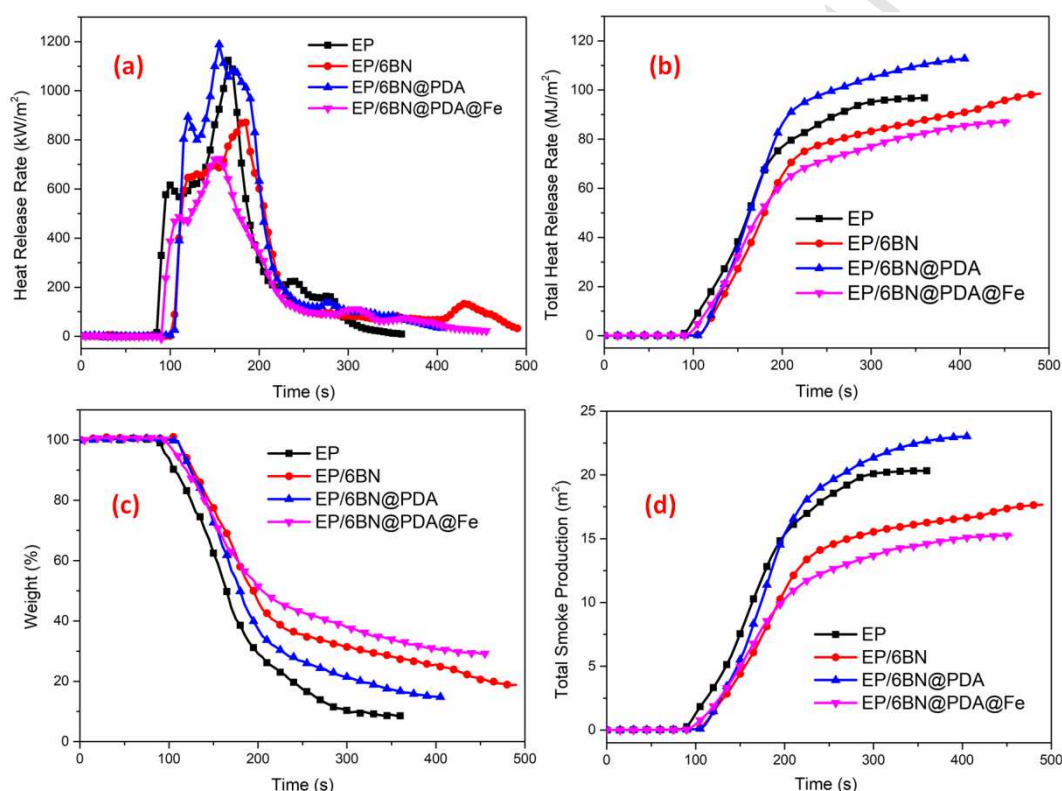 (a)
EP
EP/6BN
EP/6BN@PDA
EP/6BN@PDA@Fe
Heat Release Rate (kW/m²)
1400
1200
1000
800
600
400
200
0
0 100 200 300 400 500
Time (s)
(b)
EP
EP/6BN
EP/6BN@PDA
EP/6BN@PDA@Fe
Total Heat Release Rate (MJ/m²)
140
120
100
80
60
40
20
0
0 100 200 300 400 500
Time (s)
(c)
EP
EP/6BN
EP/6BN@PDA
EP/6BN@PDA@Fe
Weight (%)
100
80
60
40
20
0
0 100 200 300 400 500
Time (s)
(d)
EP
EP/6BN
EP/6BN@PDA
EP/6BN@PDA@Fe
Total Smoke Production (m²)
25
20
15
10
5
0
0 100 200 300 400 500
Time (s)